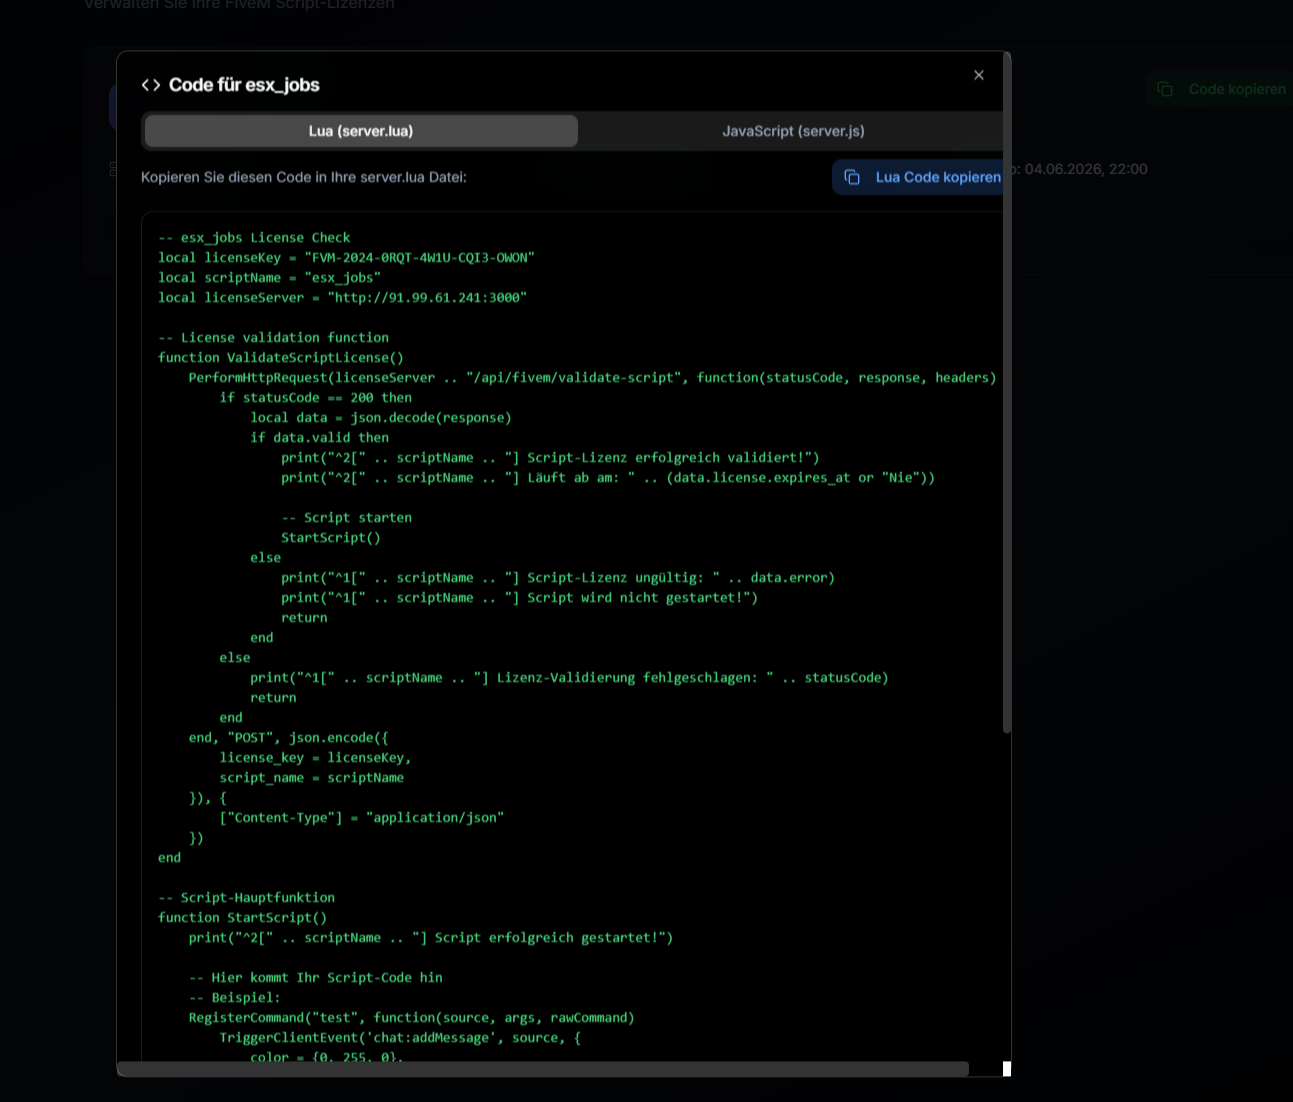 Verwalten Sie Ihre FiveM Script-Lizenzen
Code für esx_jobs
Code kopieren
Lua (server.lua)
JavaScript (server.js)
Kopieren Sie diesen Code in Ihre server.lua Datei:
Lua Code kopieren
04.06.2026, 22:00
-- esx_jobs License Check
local licenseKey = "FVM-2024-0RQT-4W1U-CQI3-OWON"
local scriptName = "esx_jobs"
local licenseServer = "http://91.99.61.241:3000"
-- License validation function
function ValidateScriptLicense()
    PerformHttpRequest(licenseServer .. "/api/fivem/validate-script", function(statusCode, response, headers)
        if statusCode == 200 then
            local data = json.decode(response)
            if data.valid then
                print("^2[" .. scriptName .. "] Script-Lizenz erfolgreich validiert!")
                print("^2[" .. scriptName .. "] Läuft ab am: " .. (data.license.expires_at or "Nie"))
                -- Script starten
                StartScript()
            else
                print("^1[" .. scriptName .. "] Script-Lizenz ungültig: " .. data.error)
                print("^1[" .. scriptName .. "] Script wird nicht gestartet!")
                return
            end
        else
            print("^1[" .. scriptName .. "] Lizenz-Validierung fehlgeschlagen: " .. statusCode)
            return
        end
    end, "POST", json.encode({
        license_key = licenseKey,
        script_name = scriptName
    }), {
        ["Content-Type"] = "application/json"
    })
end
-- Script-Hauptfunktion
function StartScript()
    print("^2[" .. scriptName .. "] Script erfolgreich gestartet!")
    -- Hier kommt Ihr Script-Code hin
    -- Beispiel:
    RegisterCommand("test", function(source, args, rawCommand)
        TriggerClientEvent('chat:addMessage', source, {
            color = {0, 255, 0},